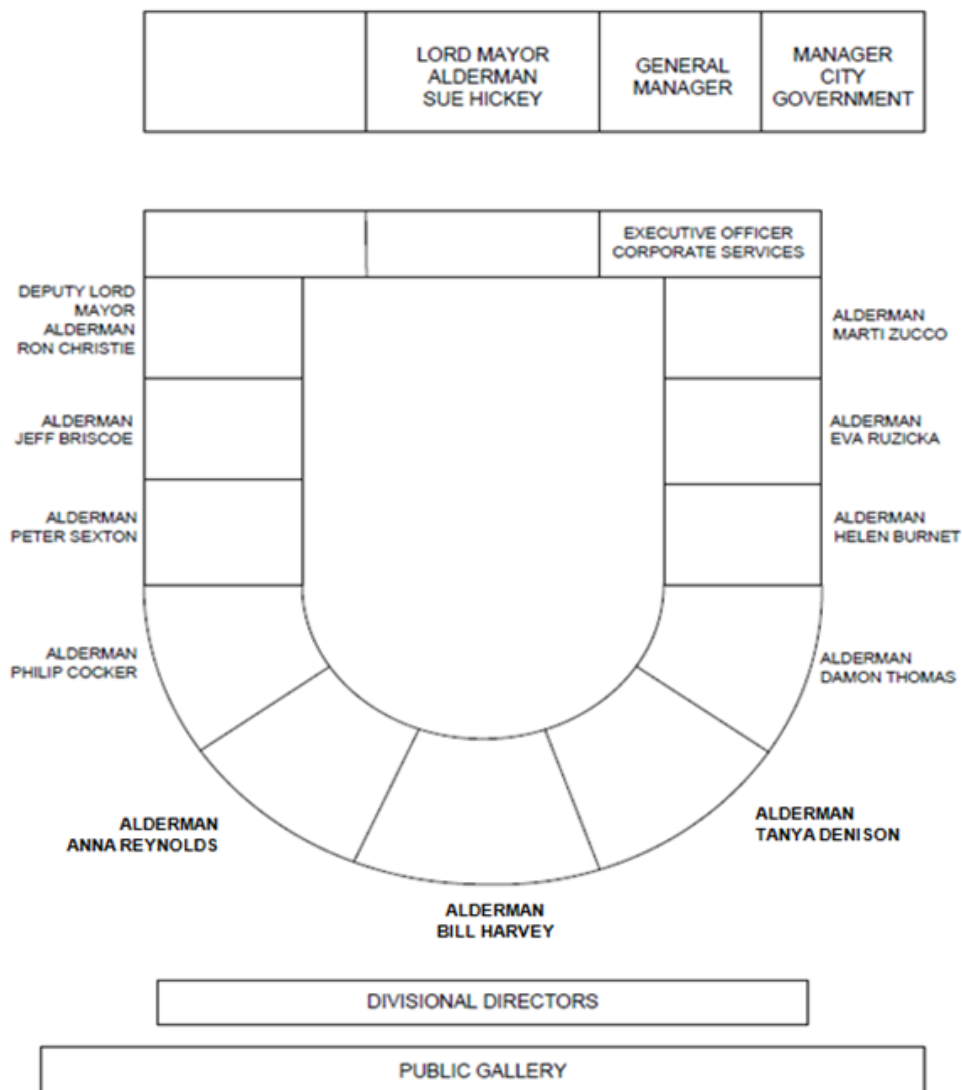 LORD MAYOR
ALDERMAN
SUE HICKEY
GENERAL
MANAGER
MANAGER
CITY
GOVERNMENT
EXECUTIVE OFFICER
CORPORATE SERVICES
DEPUTY LORD
MAYOR
ALDERMAN
RON CHRISTIE
ALDERMAN
MARTI ZUCCO
ALDERMAN
JEFF BRISCOE
ALDERMAN
EVA RUZICKA
ALDERMAN
PETER SEXTON
ALDERMAN
HELEN BURNET
ALDERMAN
PHILIP COCKER
ALDERMAN
DAMON THOMAS
ALDERMAN
ANNA REYNOLDS
ALDERMAN
TANYA DENISON
ALDERMAN
BILL HARVEY
DIVISIONAL DIRECTORS
PUBLIC GALLERY